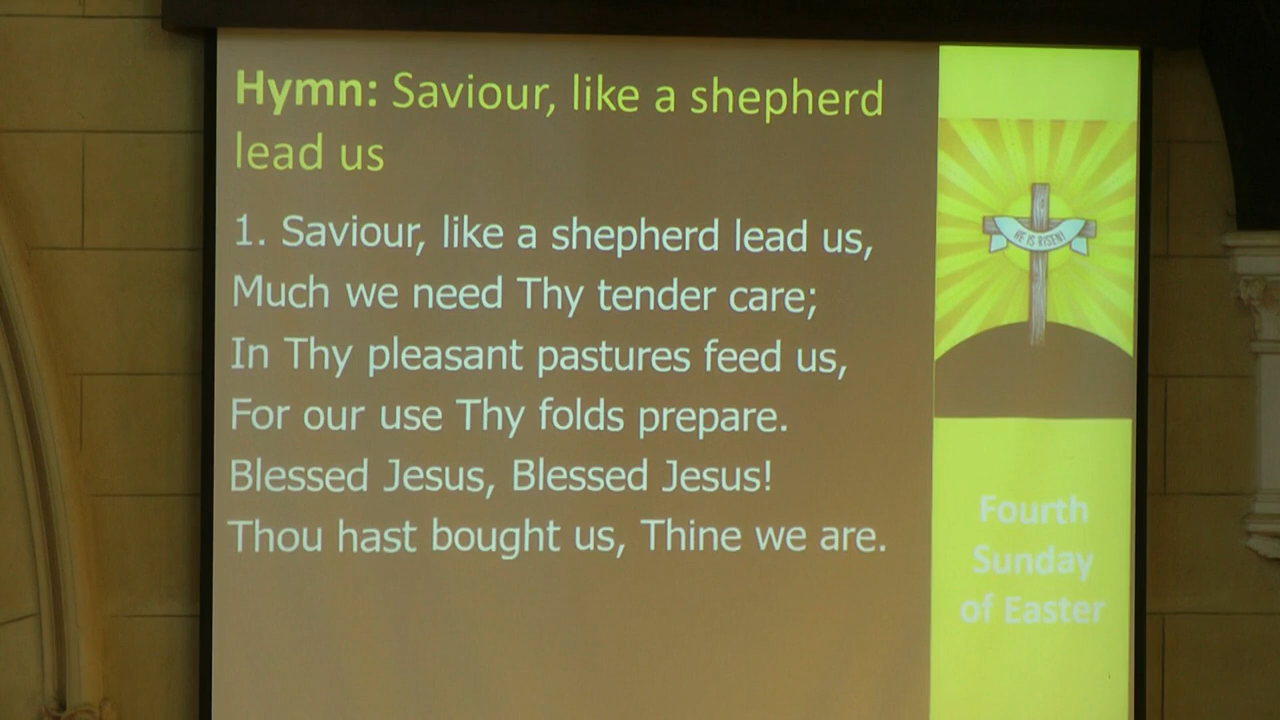 Hymn: Saviour, like a shepherd
lead us
1. Saviour, like a shepherd lead us,
Much we need Thy tender care;
In Thy pleasant pastures feed us,
For our use Thy folds prepare.
Blessed Jesus, Blessed Jesus!
Thou hast bought us, Thine we are.
HE IS RISEN!
Fourth
Sunday
of Easter